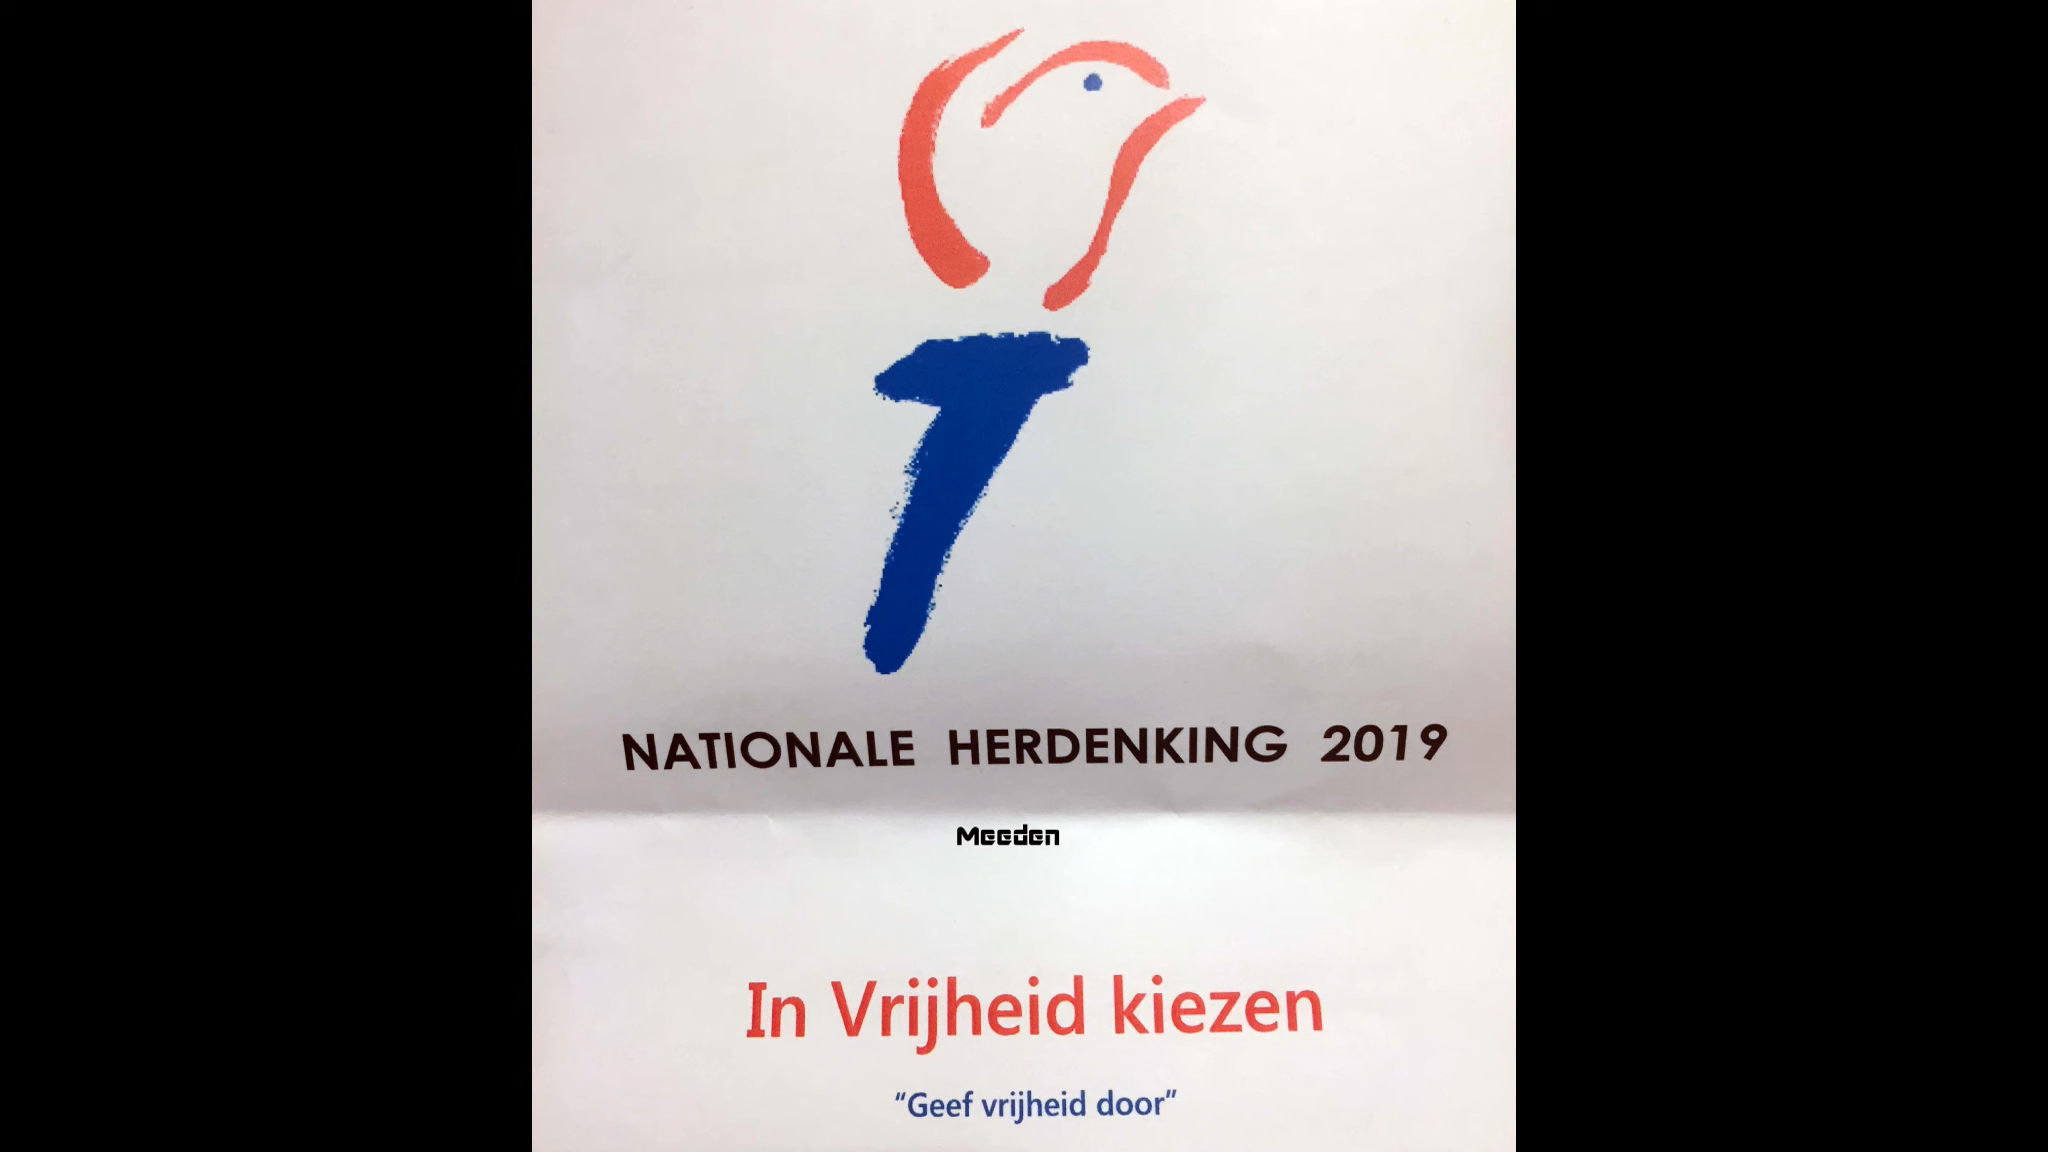 NATIONALE HERDENKING 2019
Meeden
In Vrijheid kiezen
“Geef vrijheid door”